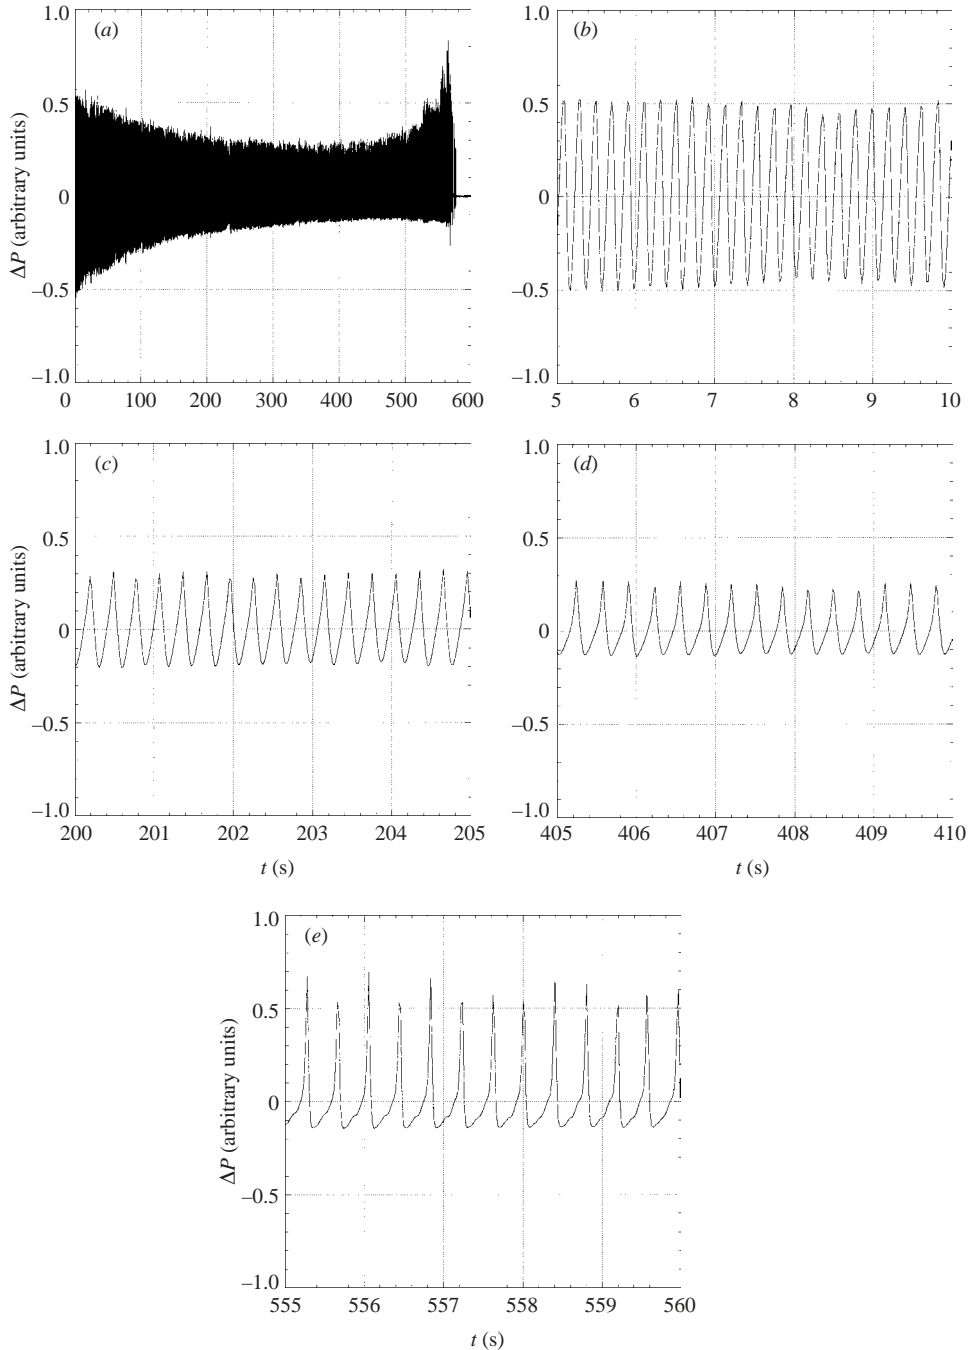 1.0
(a)
0.5
0
–0.5
–1.0
ΔP (arbitrary units)
0 100 200 300 400 500 600
1.0
(b)
0.5
0
–0.5
–1.0
5 6 7 8 9 10
1.0
(c)
0.5
0
–0.5
–1.0
ΔP (arbitrary units)
200 201 202 203 204 205
t (s)
1.0
(d)
0.5
0
–0.5
–1.0
405 406 407 408 409 410
t (s)
1.0
(e)
0.5
0
–0.5
–1.0
ΔP (arbitrary units)
555 556 557 558 559 560
t (s)